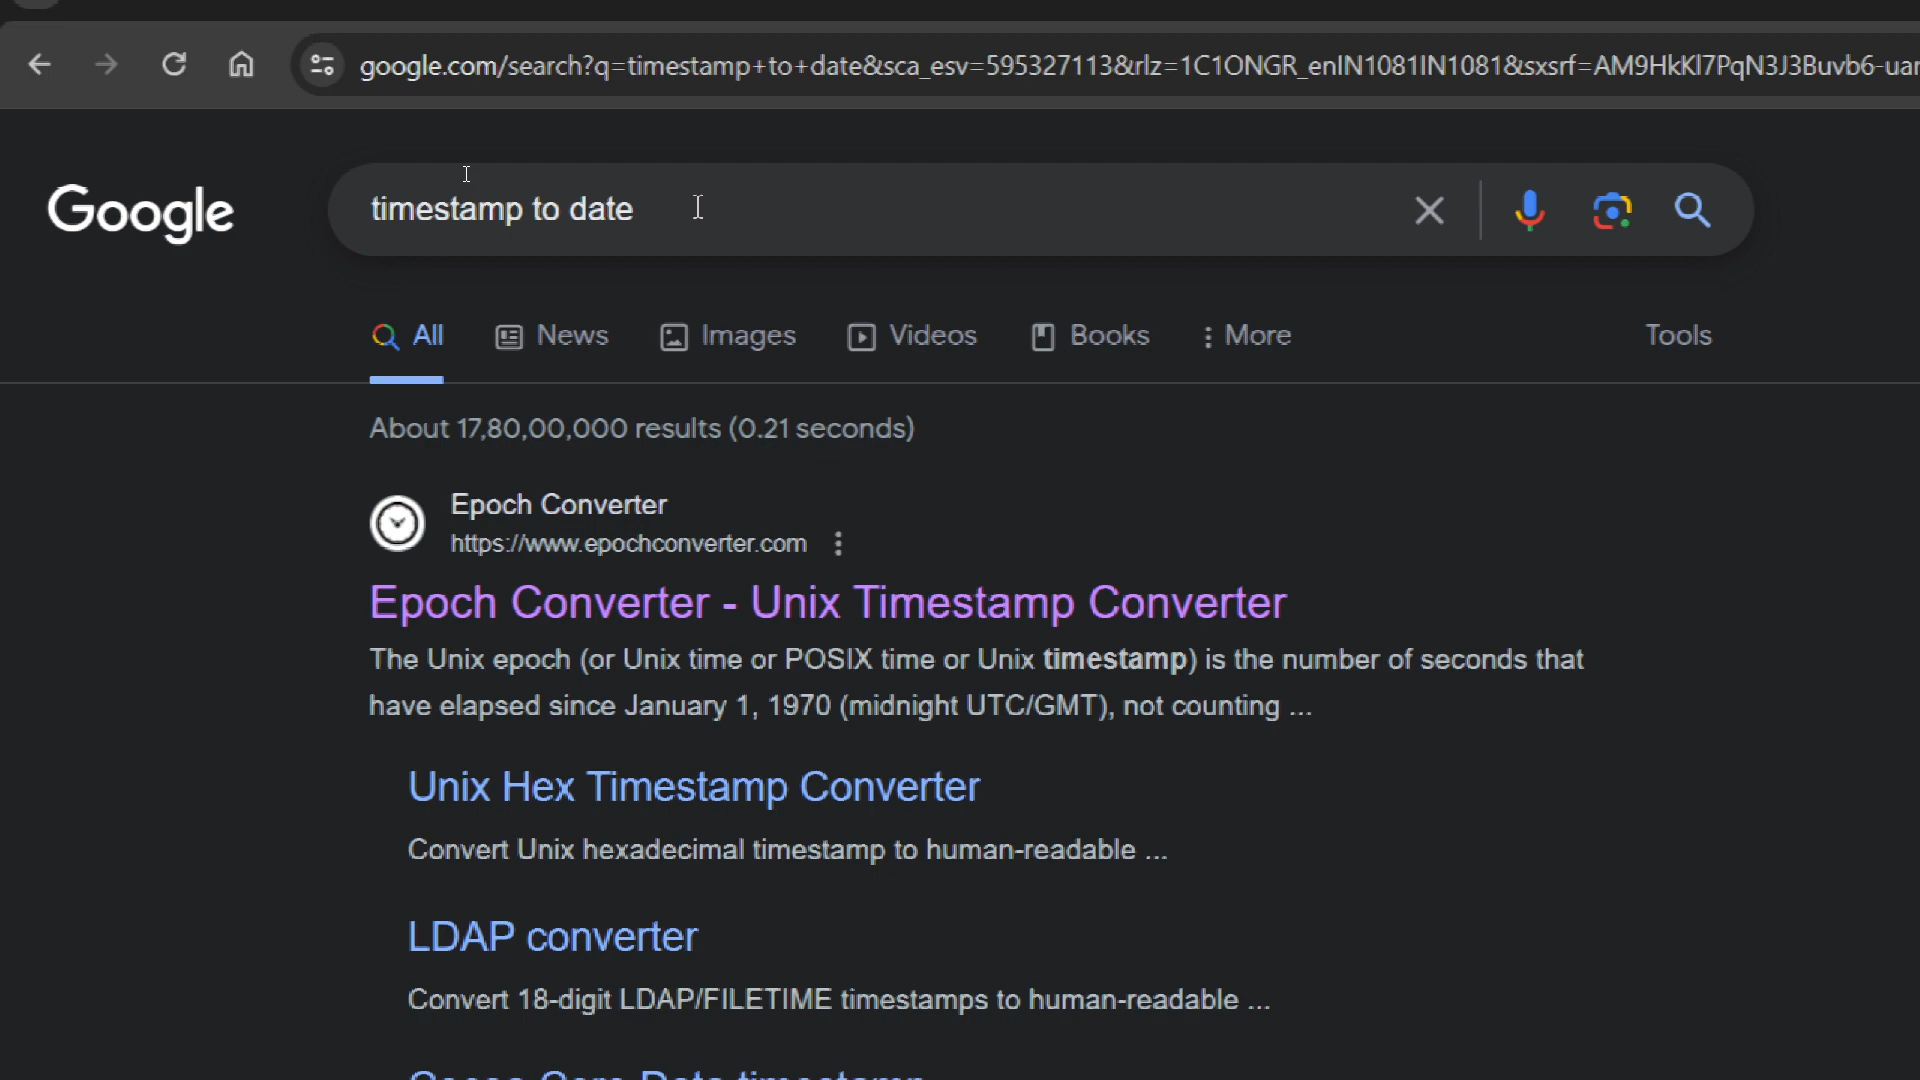 google.com/search?q=timestamp+to+date&sca_esv=595327113&rlz=1C1ONGR_enIN1081IN1081&sxsrf=AM9HkKl7PqN3J3Buvb6-uar
Google
timestamp to date
All News Images Videos Books More Tools
About 17,80,00,000 results (0.21 seconds)
Epoch Converter
https://www.epochconverter.com
Epoch Converter - Unix Timestamp Converter
The Unix epoch (or Unix time or POSIX time or Unix timestamp) is the number of seconds that
have elapsed since January 1, 1970 (midnight UTC/GMT), not counting ...
Unix Hex Timestamp Converter
Convert Unix hexadecimal timestamp to human-readable ...
LDAP converter
Convert 18-digit LDAP/FILETIME timestamps to human-readable ...